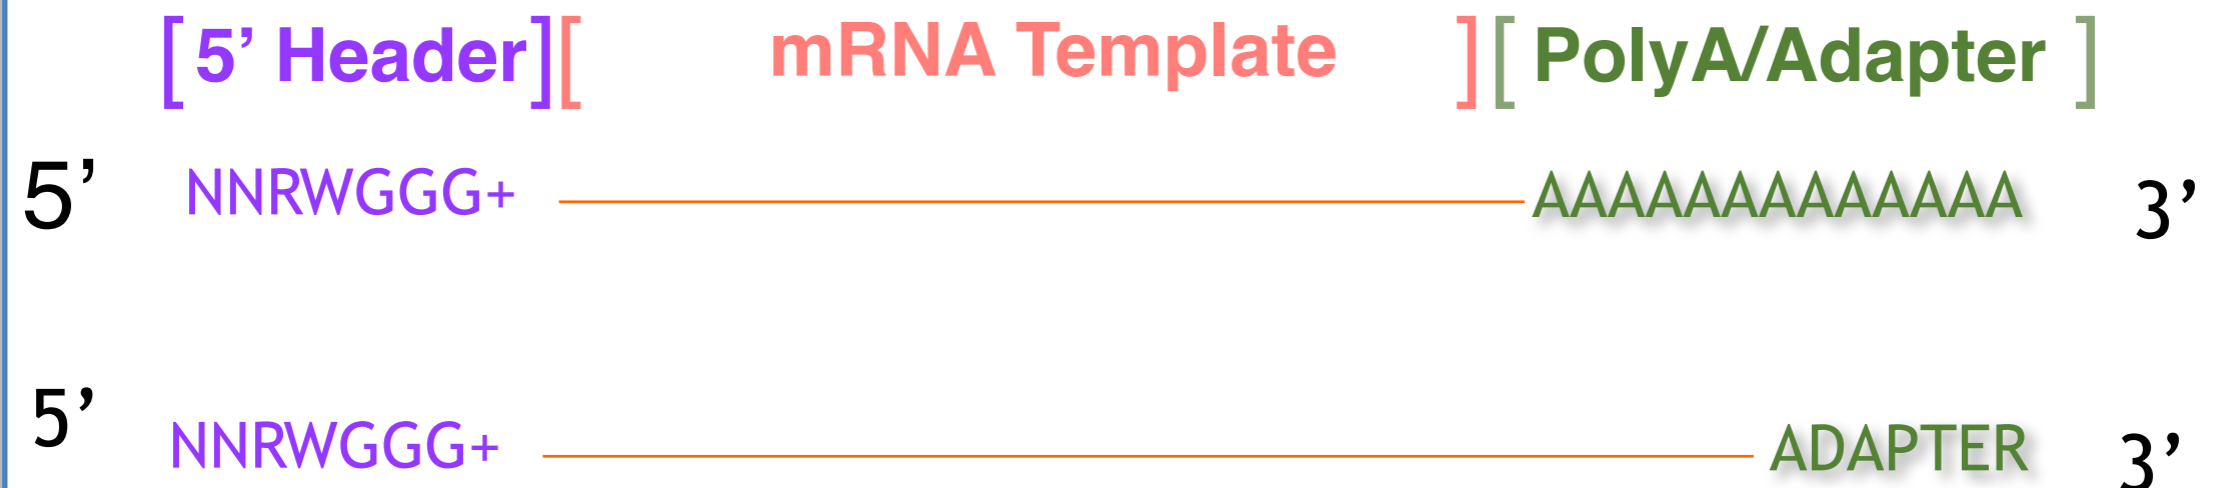 [5’ Header][ mRNA Template ][ PolyA/Adapter ]
5’ NNRWGGG+ AAAAAAAAAAAAA 3’
5’ NNRWGGG+ ADAPTER 3’